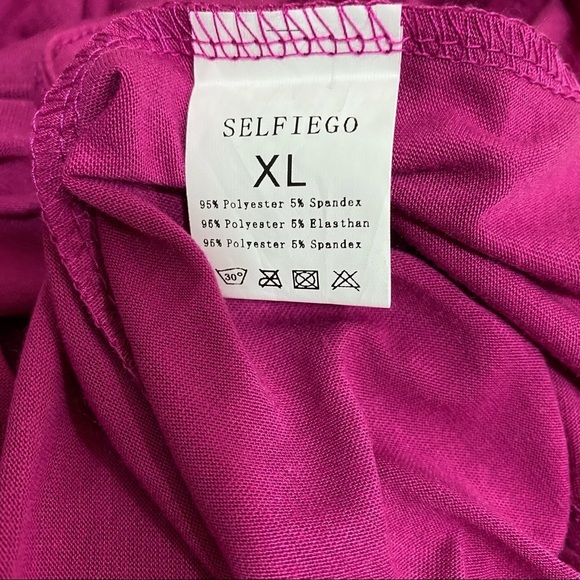 SELFIEGO
XL
95% Polyester 5% Spandex
95% Polyester 5% Elasthan
95% Polyester 5% Spandex
30°